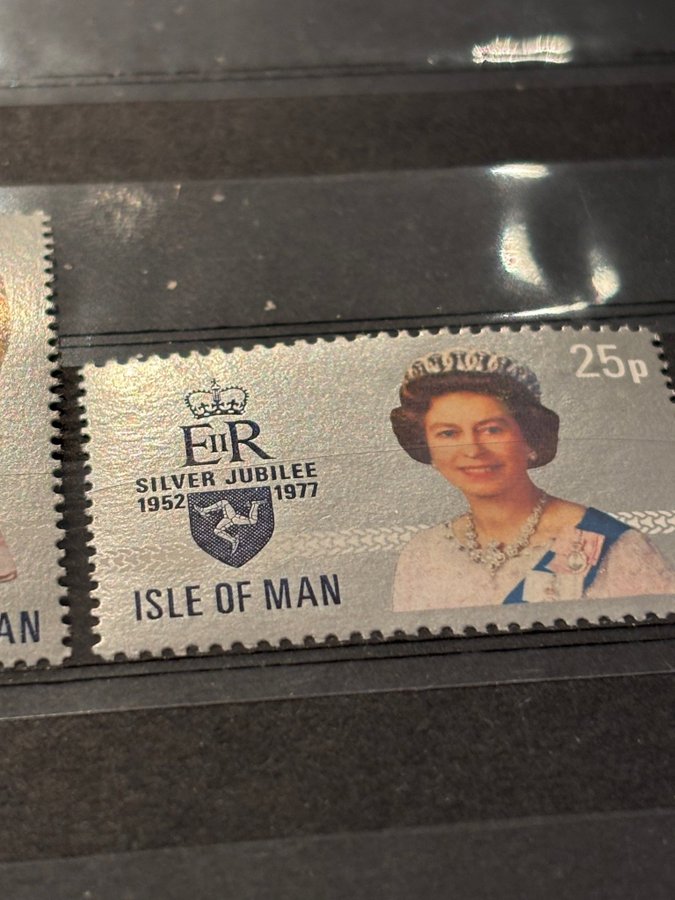 25p
EIIR
SILVER JUBILEE
1952 1977
ISLE OF MAN
AN